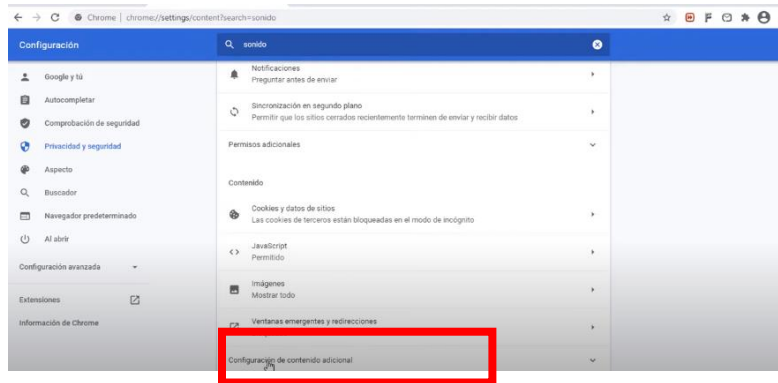 Chrome | chrome://settings/content?search=sonido
Configuración
sonido
Google y tú
Autocompletar
Comprobación de seguridad
Privacidad y seguridad
Aspecto
Buscador
Navegador predeterminado
Al abrir
Configuración avanzada
Extensiones
Información de Chrome
Notificaciones
Preguntar antes de enviar
Sincronización en segundo plano
Permitir que los sitios cerrados recientemente terminen de enviar y recibir datos
Permisos adicionales
Contenido
Cookies y datos de sitios
Las cookies de terceros están bloqueadas en el modo de incógnito
JavaScript
Permitido
Imágenes
Mostrar todo
Ventanas emergentes y redirecciones
Configuración de contenido adicional